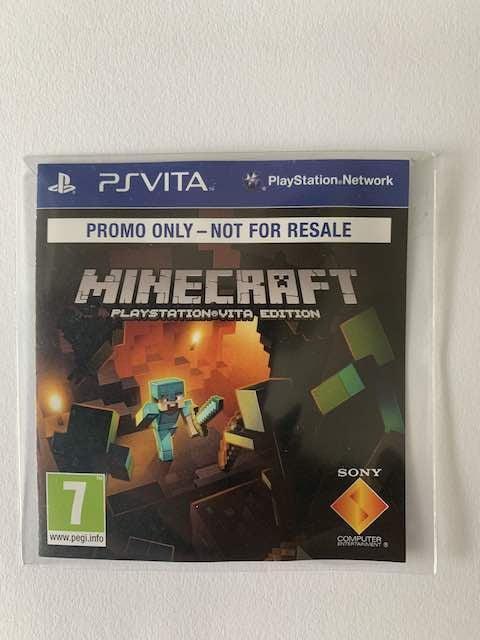 PSVITA
PlayStation®Network
PROMO ONLY – NOT FOR RESALE
MINECRAFT
PLAYSTATION®VITA EDITION
7
www.pegi.info
SONY
COMPUTER
ENTERTAINMENT®